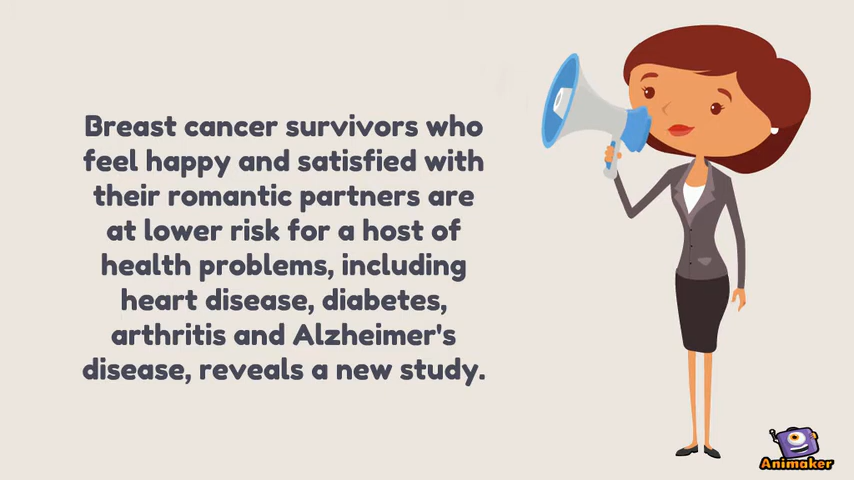 Breast cancer survivors who
feel happy and satisfied with
their romantic partners are
at lower risk for a host of
health problems, including
heart disease, diabetes,
arthritis and Alzheimer's
disease, reveals a new study.
Animaker